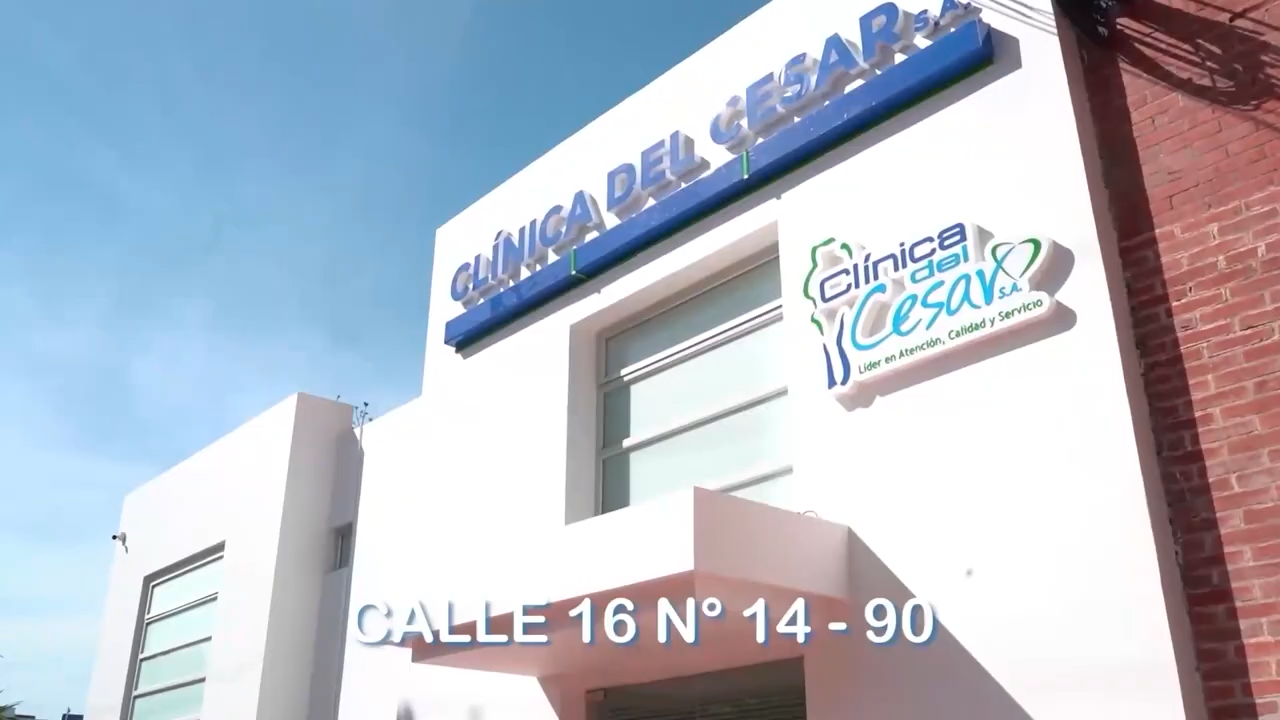 CLÍNICA DEL CESAR S.A.
Clínica
del
Cesar S.A.
Líder en Atención, Calidad y Servicio
CALLE 16 N° 14 - 90